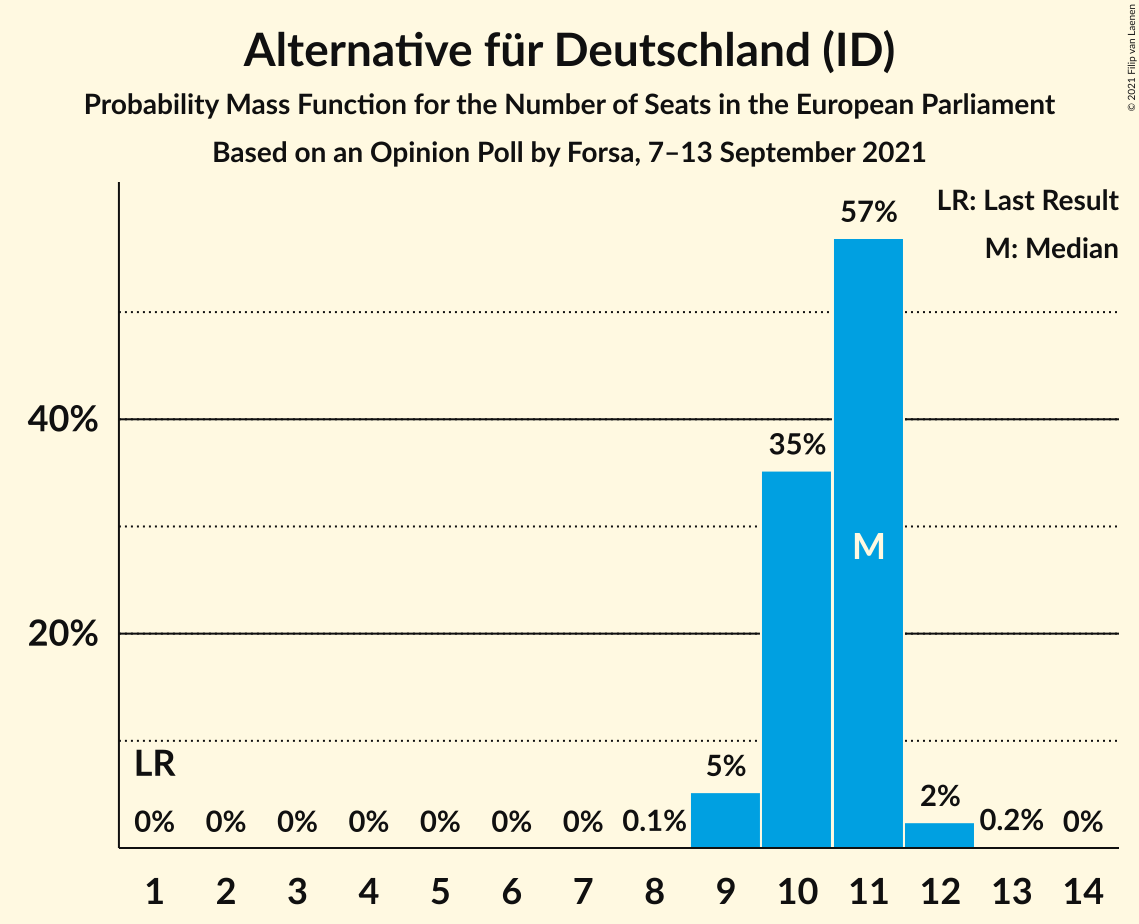 Alternative für Deutschland (ID)
Probability Mass Function for the Number of Seats in the European Parliament
Based on an Opinion Poll by Forsa, 7–13 September 2021
© 2021 Filip van Laenen
LR: Last Result
M: Median
57%
40%
35%
M
20%
LR
5%
2%
0% 0% 0% 0% 0% 0% 0% 0.1% 0.2% 0%
1 2 3 4 5 6 7 8 9 10 11 12 13 14